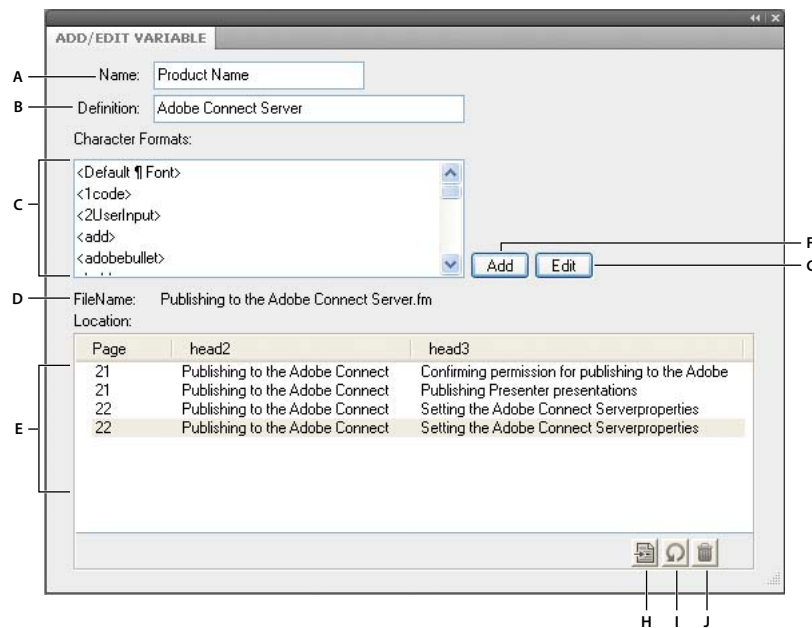 ADD/EDIT VARIABLE
A Name: Product Name
B Definition: Adobe Connect Server
Character Formats:
<Default ¶ Font>
<1code>
C <2UserInput>
<add>
<adobebullet>
Add Edit
F
D FileName: Publishing to the Adobe Connect Server.fm
Location:
Page head2 head3
21 Publishing to the Adobe Connect Confirming permission for publishing to the Adobe
21 Publishing to the Adobe Connect Publishing Presenter presentations
22 Publishing to the Adobe Connect Setting the Adobe Connect Serverproperties
E 22 Publishing to the Adobe Connect Setting the Adobe Connect Serverproperties
H I J